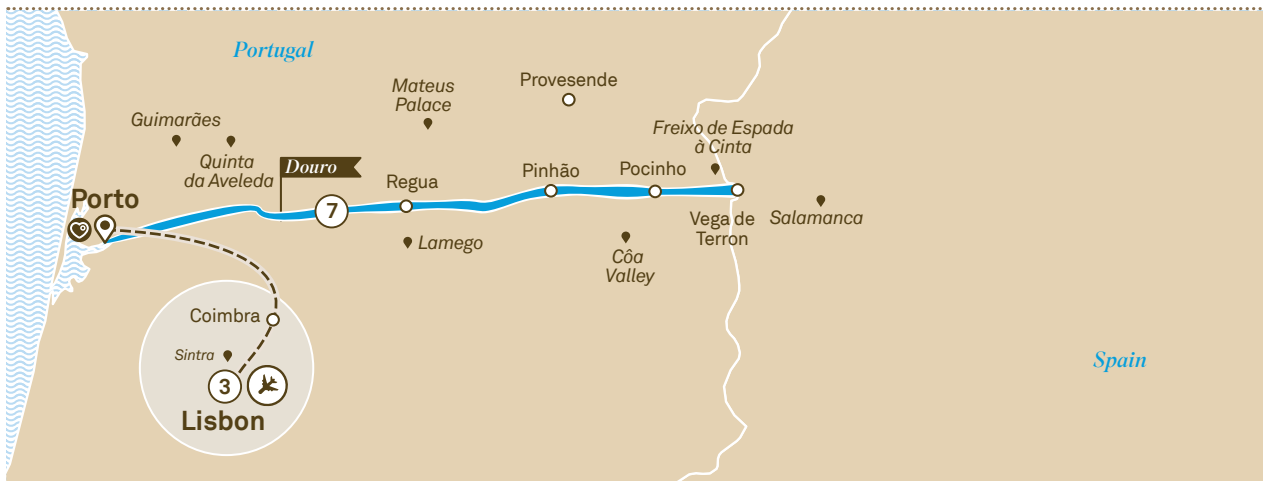 Portugal
Provesende
Mateus
Palace
Guimarães
Freixo de Espada
à Cinta
Quinta
da Aveleda
Douro
Regua
Pinhão
Pocinho
Porto
7
Vega de
Terron
Salamanca
Lamego
Côa
Valley
Coimbra
Sintra
3
Lisbon
Spain